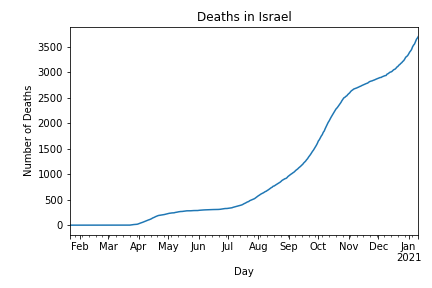 Deaths in Israel
3500
3000
2500
2000
1500
1000
500
0
Number of Deaths
Feb Mar Apr May Jun Jul Aug Sep Oct Nov Dec Jan
2021
Day